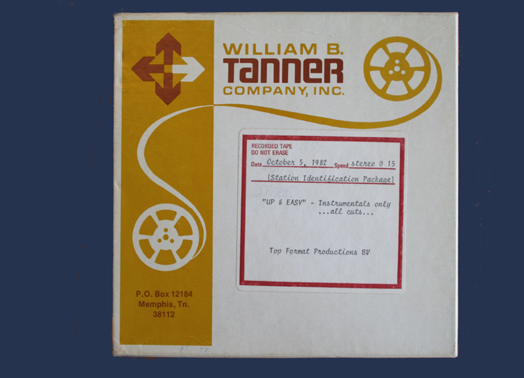 WILLIAM B.
TANNER
COMPANY, INC.
RECORDED TAPE
DO NOT ERASE
Date October 5, 1982 Speed stereo @ 15
(Station Identification Package)
"UP & EASY" - Instrumentals only
...all cuts...
Top Format Productions BV
P.O. Box 12184
Memphis, Tn.
38112